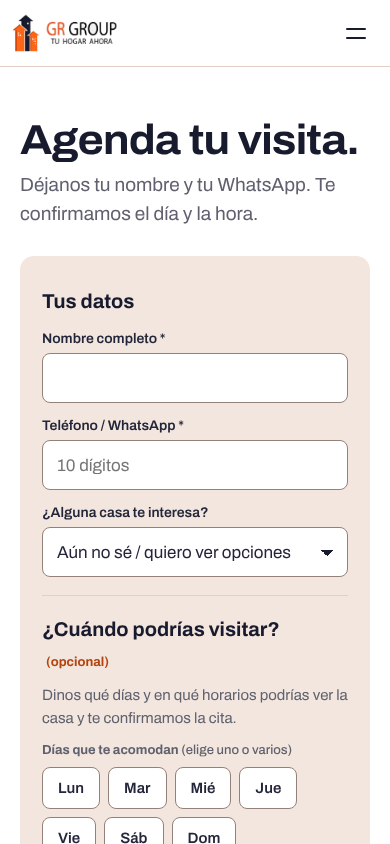 GR GROUP
TU HOGAR AHORA
Agenda tu visita.
Déjanos tu nombre y tu WhatsApp. Te
confirmamos el día y la hora.
Tus datos
Nombre completo *
Teléfono / WhatsApp *
10 dígitos
¿Alguna casa te interesa?
Aún no sé / quiero ver opciones
¿Cuándo podrías visitar?
(opcional)
Dinos qué días y en qué horarios podrías ver la
casa y te confirmamos la cita.
Días que te acomodan (elige uno o varios)
Lun Mar Mié Jue
Vie Sáb Dom